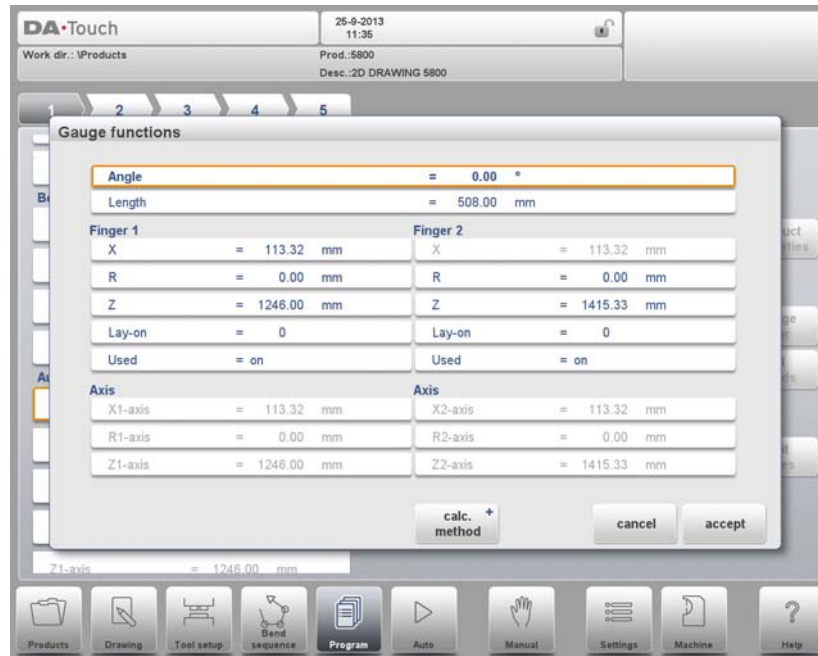 DA·Touch
25-9-2013
11:35
Work dir.: \Products
Prod.:5800
Desc.:2D DRAWING 5800
1 2 3 4 5
Gauge functions
Angle = 0.00 °
Length = 508.00 mm
Finger 1 Finger 2
X = 113.32 mm X = 113.32 mm
R = 0.00 mm R = 0.00 mm
Z = 1246.00 mm Z = 1415.33 mm
Lay-on = 0 Lay-on = 0
Used = on Used = on
Axis Axis
X1-axis = 113.32 mm X2-axis = 113.32 mm
R1-axis = 0.00 mm R2-axis = 0.00 mm
Z1-axis = 1246.00 mm Z2-axis = 1415.33 mm
calc. +
method
cancel accept
Z1-axis = 1246.00 mm
Products Drawing Tool setup Bend
sequence Program Auto Manual Settings Machine Help